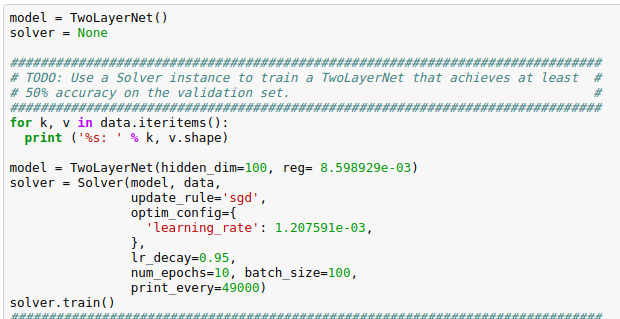 model = TwoLayerNet()
solver = None
##############################################################################
# TODO: Use a Solver instance to train a TwoLayerNet that achieves at least  #
# 50% accuracy on the validation set.                                        #
##############################################################################
for k, v in data.iteritems():
  print ('%s: ' % k, v.shape)
model = TwoLayerNet(hidden_dim=100, reg= 8.598929e-03)
solver = Solver(model, data,
                update_rule='sgd',
                optim_config={
                  'learning_rate': 1.207591e-03,
                },
                lr_decay=0.95,
                num_epochs=10, batch_size=100,
                print_every=49000)
solver.train()
##############################################################################